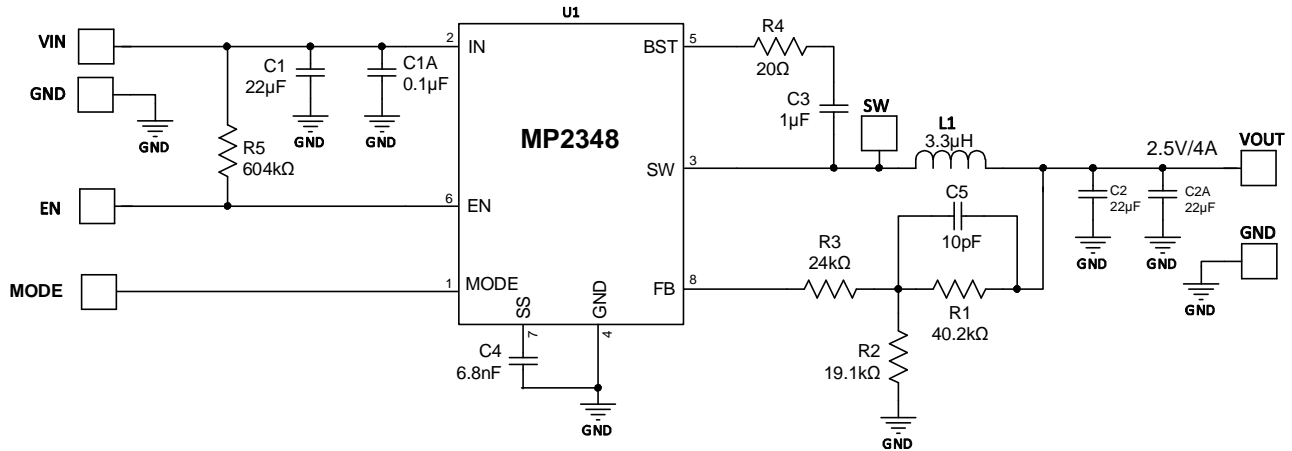 U1
VIN
2
IN
BST
5
R4
20Ω
C1
22µF
C1A
0.1µF
GND
GND
GND
GND
C3
1µF
SW
MP2348
L1
3.3µH
R5
604kΩ
SW
3
2.5V/4A
VOUT
EN
6
EN
C5
10pF
C2
22µF
C2A
22µF
GND
GND
GND
R3
24kΩ
MODE
1
MODE
FB
8
R1
40.2kΩ
GND
SS
GND
7
4
C4
6.8nF
R2
19.1kΩ
GND
GND